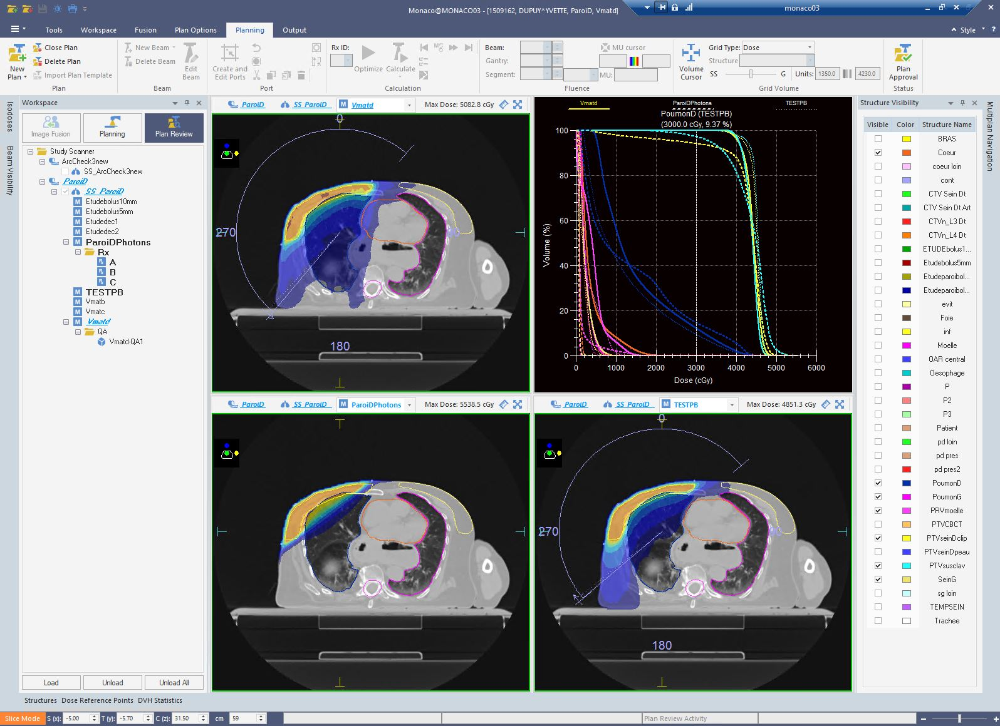 Monaco@MONACO03 - [1509162, DUPUY^YVETTE, ParoiD, Vmatd]
monaco03
Tools Workspace Fusion Plan Options Planning Output
Style
New Plan
Close Plan
Delete Plan
Import Plan Template
Plan
New Beam
Delete Beam
Edit Beam
Beam
Create and Edit Ports
Port
Rx ID:
Optimize
Calculate
Calculation
Beam:
Gantry:
Segment:
MU cursor
MU:
Fluence
Volume Cursor
Grid Type: Dose
Structure
SS G Units: 1350.0 4230.0
Grid Volume
Plan Approval
Status
Isodoses
Beam Visibility
Workspace
Image Fusion
Planning
Plan Review
Study Scanner
ArcCheck3new
SS_ArcCheck3new
ParoiD
SS_ParoiD
Etudebolus10mm
Etudebolus5mm
Etudedec1
Etudedec2
ParoiDPhotons
Rx
A
B
C
TESTPB
Vmatb
Vmatc
Vmatd
QA
Vmatd-QA1
Load Unload Unload All
ParoiD SS_ParoiD Vmatd Max Dose: 5082.8 cGy
0
270
90
180
Vmatd ParoiDPhotons TESTPB
PoumonD (TESTPB)
(3000.0 cGy, 9.37 %)
100
80
60
40
20
0
Volume (%)
0 1000 2000 3000 4000 5000 6000
Dose (cGy)
ParoiD SS_ParoiD ParoiDPhotons Max Dose: 5538.5 cGy
ParoiD SS_ParoiD TESTPB Max Dose: 4851.3 cGy
0
270
90
180
Structure Visibility
Visible Color Structure Name
BRAS
Coeur
coeur loin
cont
CTV Sein Dt
CTV Sein Dt Art
CTVn_L3 Dt
CTVn_L4 Dt
ETUDEbolus1...
Etudebolus5mm
Etudeparoibol...
Etudeparoibol...
evit
Foie
inf
Moelle
OAR central
Oesophage
P
P2
P3
Patient
pd loin
pd pres
pd pres2
PoumonD
PoumonG
PRVmoelle
PTVCBCT
PTVseinDclip
PTVseinDpeau
PTVsusclav
SeinG
sg loin
TEMPSEIN
Trachee
Multiplan Navigation
Structures Dose Reference Points DVH Statistics
Slice Mode S (x): -5.00 T (y): -5.70 C (z): 31.50 cm 59
Plan Review Activity